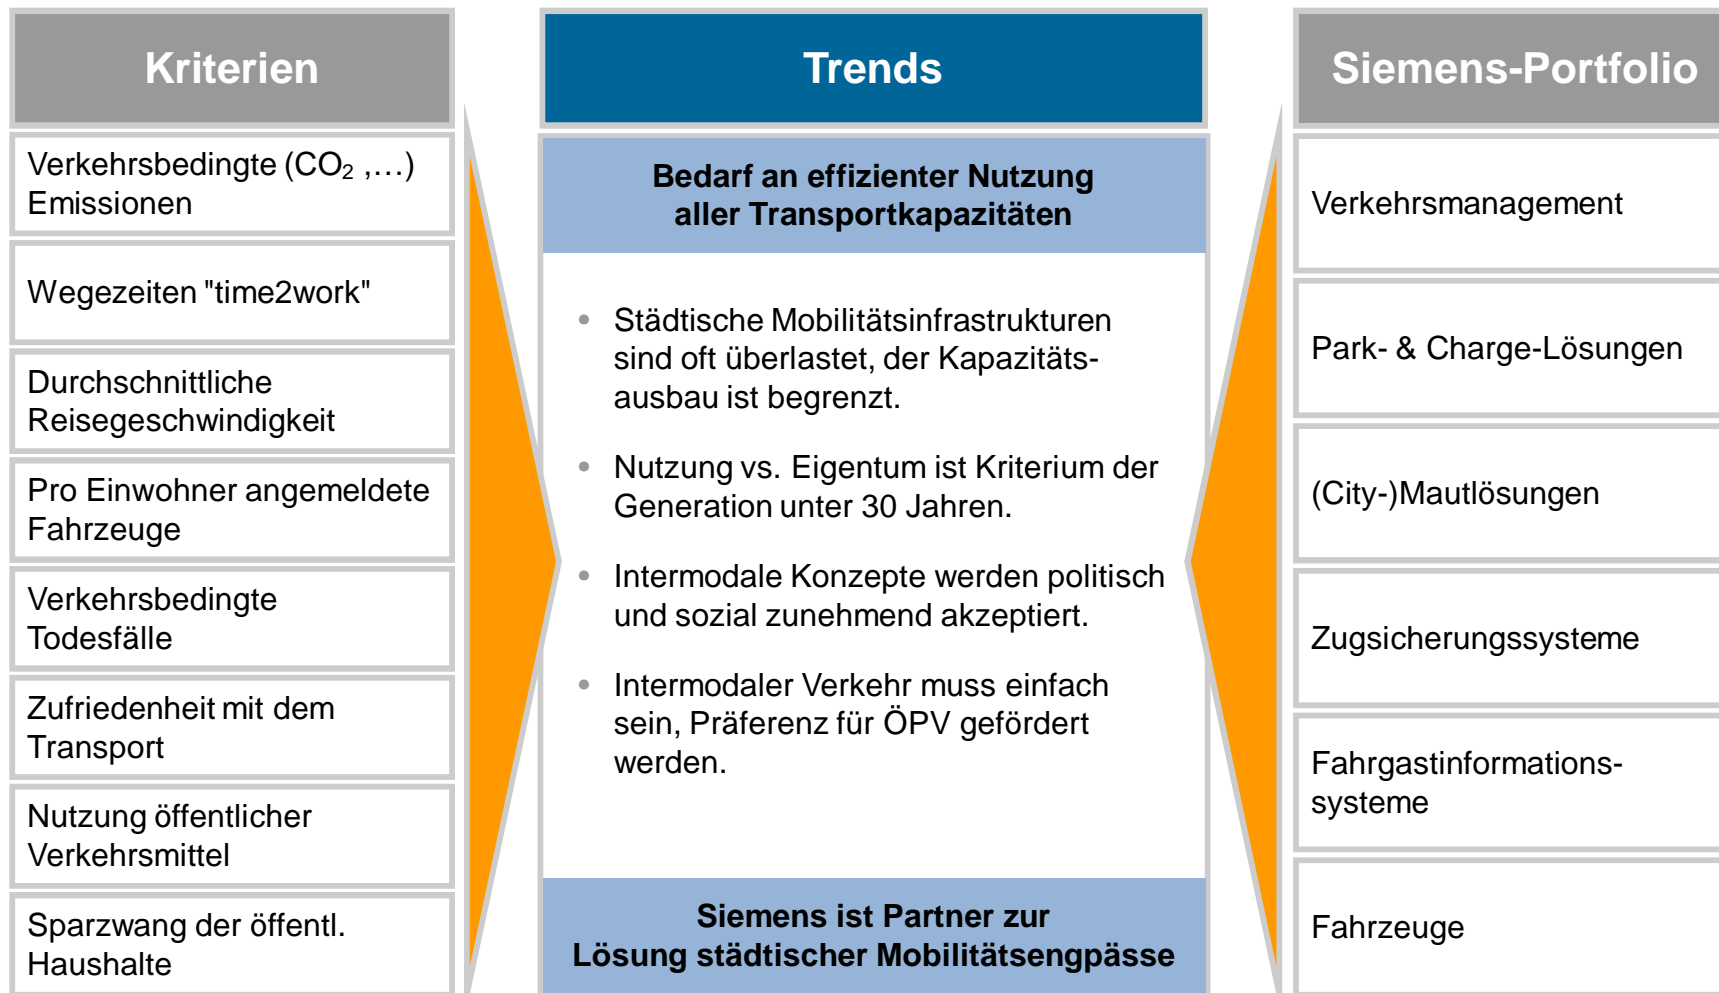 Kriterien
Verkehrsbedingte (CO₂ ,…)
Emissionen
Wegezeiten "time2work"
Durchschnittliche
Reisegeschwindigkeit
Pro Einwohner angemeldete
Fahrzeuge
Verkehrsbedingte
Todesfälle
Zufriedenheit mit dem
Transport
Nutzung öffentlicher
Verkehrsmittel
Sparzwang der öffentl.
Haushalte
Trends
Bedarf an effizienter Nutzung
aller Transportkapazitäten
• Städtische Mobilitätsinfrastrukturen
sind oft überlastet, der Kapazitäts-
ausbau ist begrenzt.
• Nutzung vs. Eigentum ist Kriterium der
Generation unter 30 Jahren.
• Intermodale Konzepte werden politisch
und sozial zunehmend akzeptiert.
• Intermodaler Verkehr muss einfach
sein, Präferenz für ÖPV gefördert
werden.
Siemens ist Partner zur
Lösung städtischer Mobilitätsengpässe
Siemens-Portfolio
Verkehrsmanagement
Park- & Charge-Lösungen
(City-)Mautlösungen
Zugsicherungssysteme
Fahrgastinformations-
systeme
Fahrzeuge